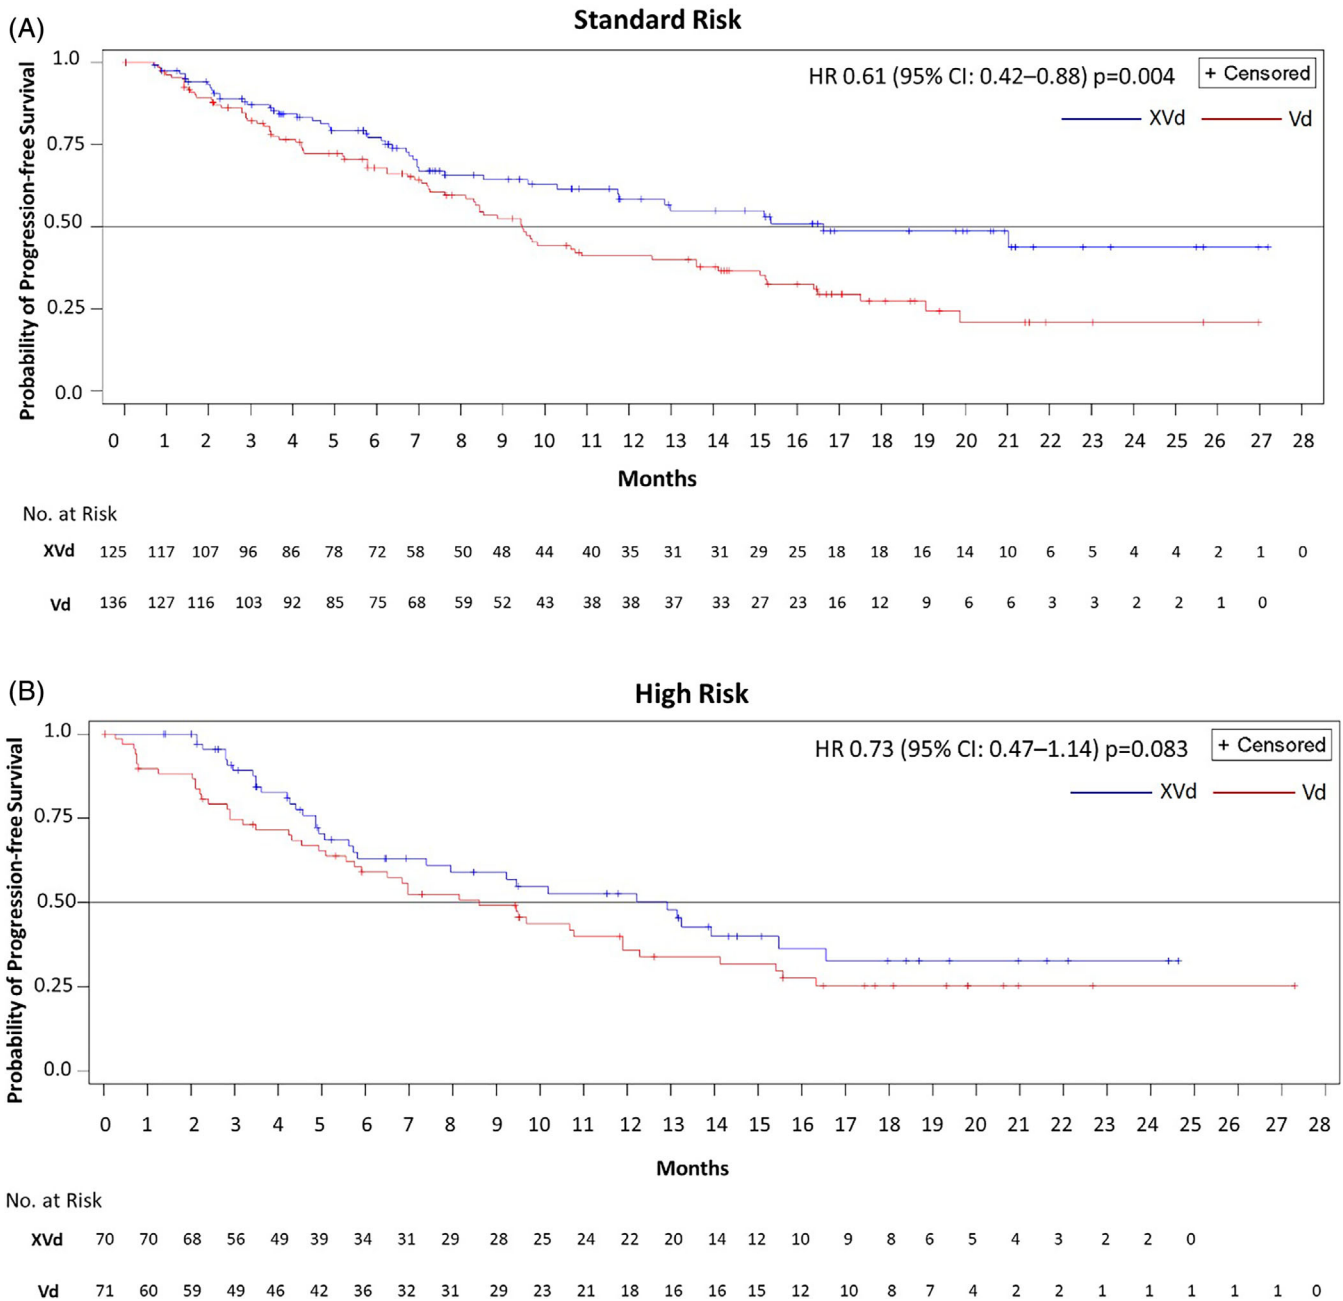 (A)
Standard Risk
HR 0.61 (95% CI: 0.42–0.88) p=0.004
+ Censored
XVd
Vd
Probability of Progression-free Survival
1.0
0.75
0.50
0.25
0.0
0 1 2 3 4 5 6 7 8 9 10 11 12 13 14 15 16 17 18 19 20 21 22 23 24 25 26 27 28
Months
No. at Risk
XVd 125 117 107 96 86 78 72 58 50 48 44 40 35 31 31 29 25 18 18 16 14 10 6 5 4 4 2 1 0
Vd 136 127 116 103 92 85 75 68 59 52 43 38 38 37 33 27 23 16 12 9 6 6 3 3 2 2 1 0
(B)
High Risk
HR 0.73 (95% CI: 0.47–1.14) p=0.083
+ Censored
XVd
Vd
Probability of Progression-free Survival
1.0
0.75
0.50
0.25
0.0
0 1 2 3 4 5 6 7 8 9 10 11 12 13 14 15 16 17 18 19 20 21 22 23 24 25 26 27 28
Months
No. at Risk
XVd 70 70 68 56 49 39 34 31 29 28 25 24 22 20 14 12 10 9 8 6 5 4 3 2 2 0
Vd 71 60 59 49 46 42 36 32 31 29 23 21 18 16 16 15 12 10 8 7 4 2 2 1 1 1 1 1 0